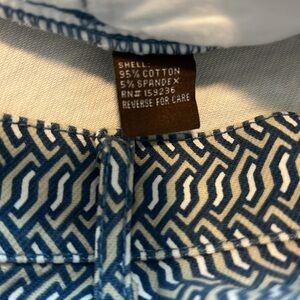 SHELL:
95% COTTON
5% SPANDEX
RN# 159236
REVERSE FOR CARE